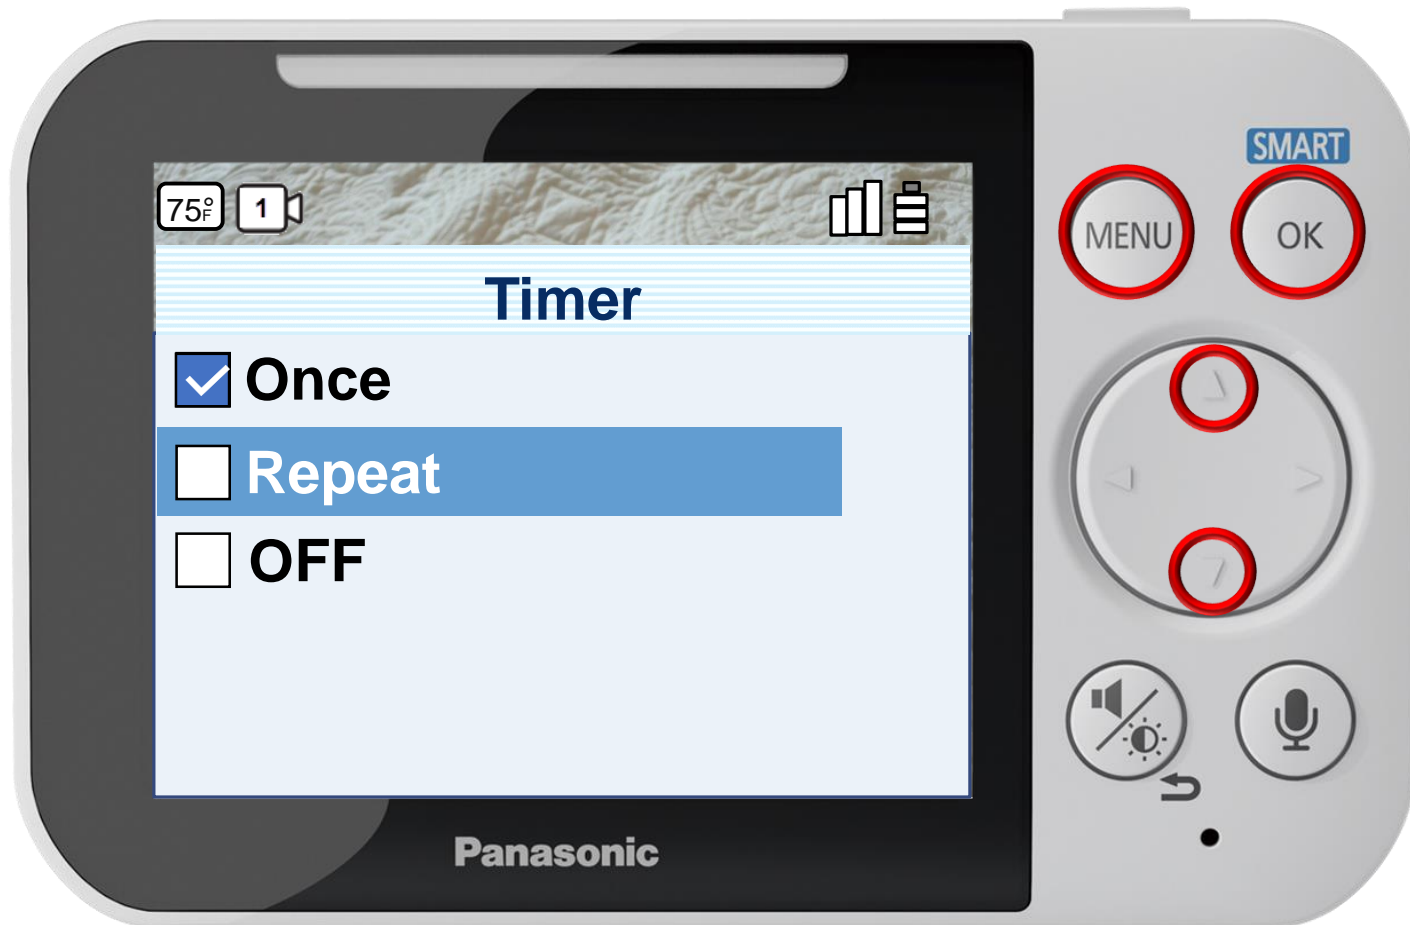 SMART
75°F
1
MENU
OK
Timer
Once
Repeat
OFF
Panasonic